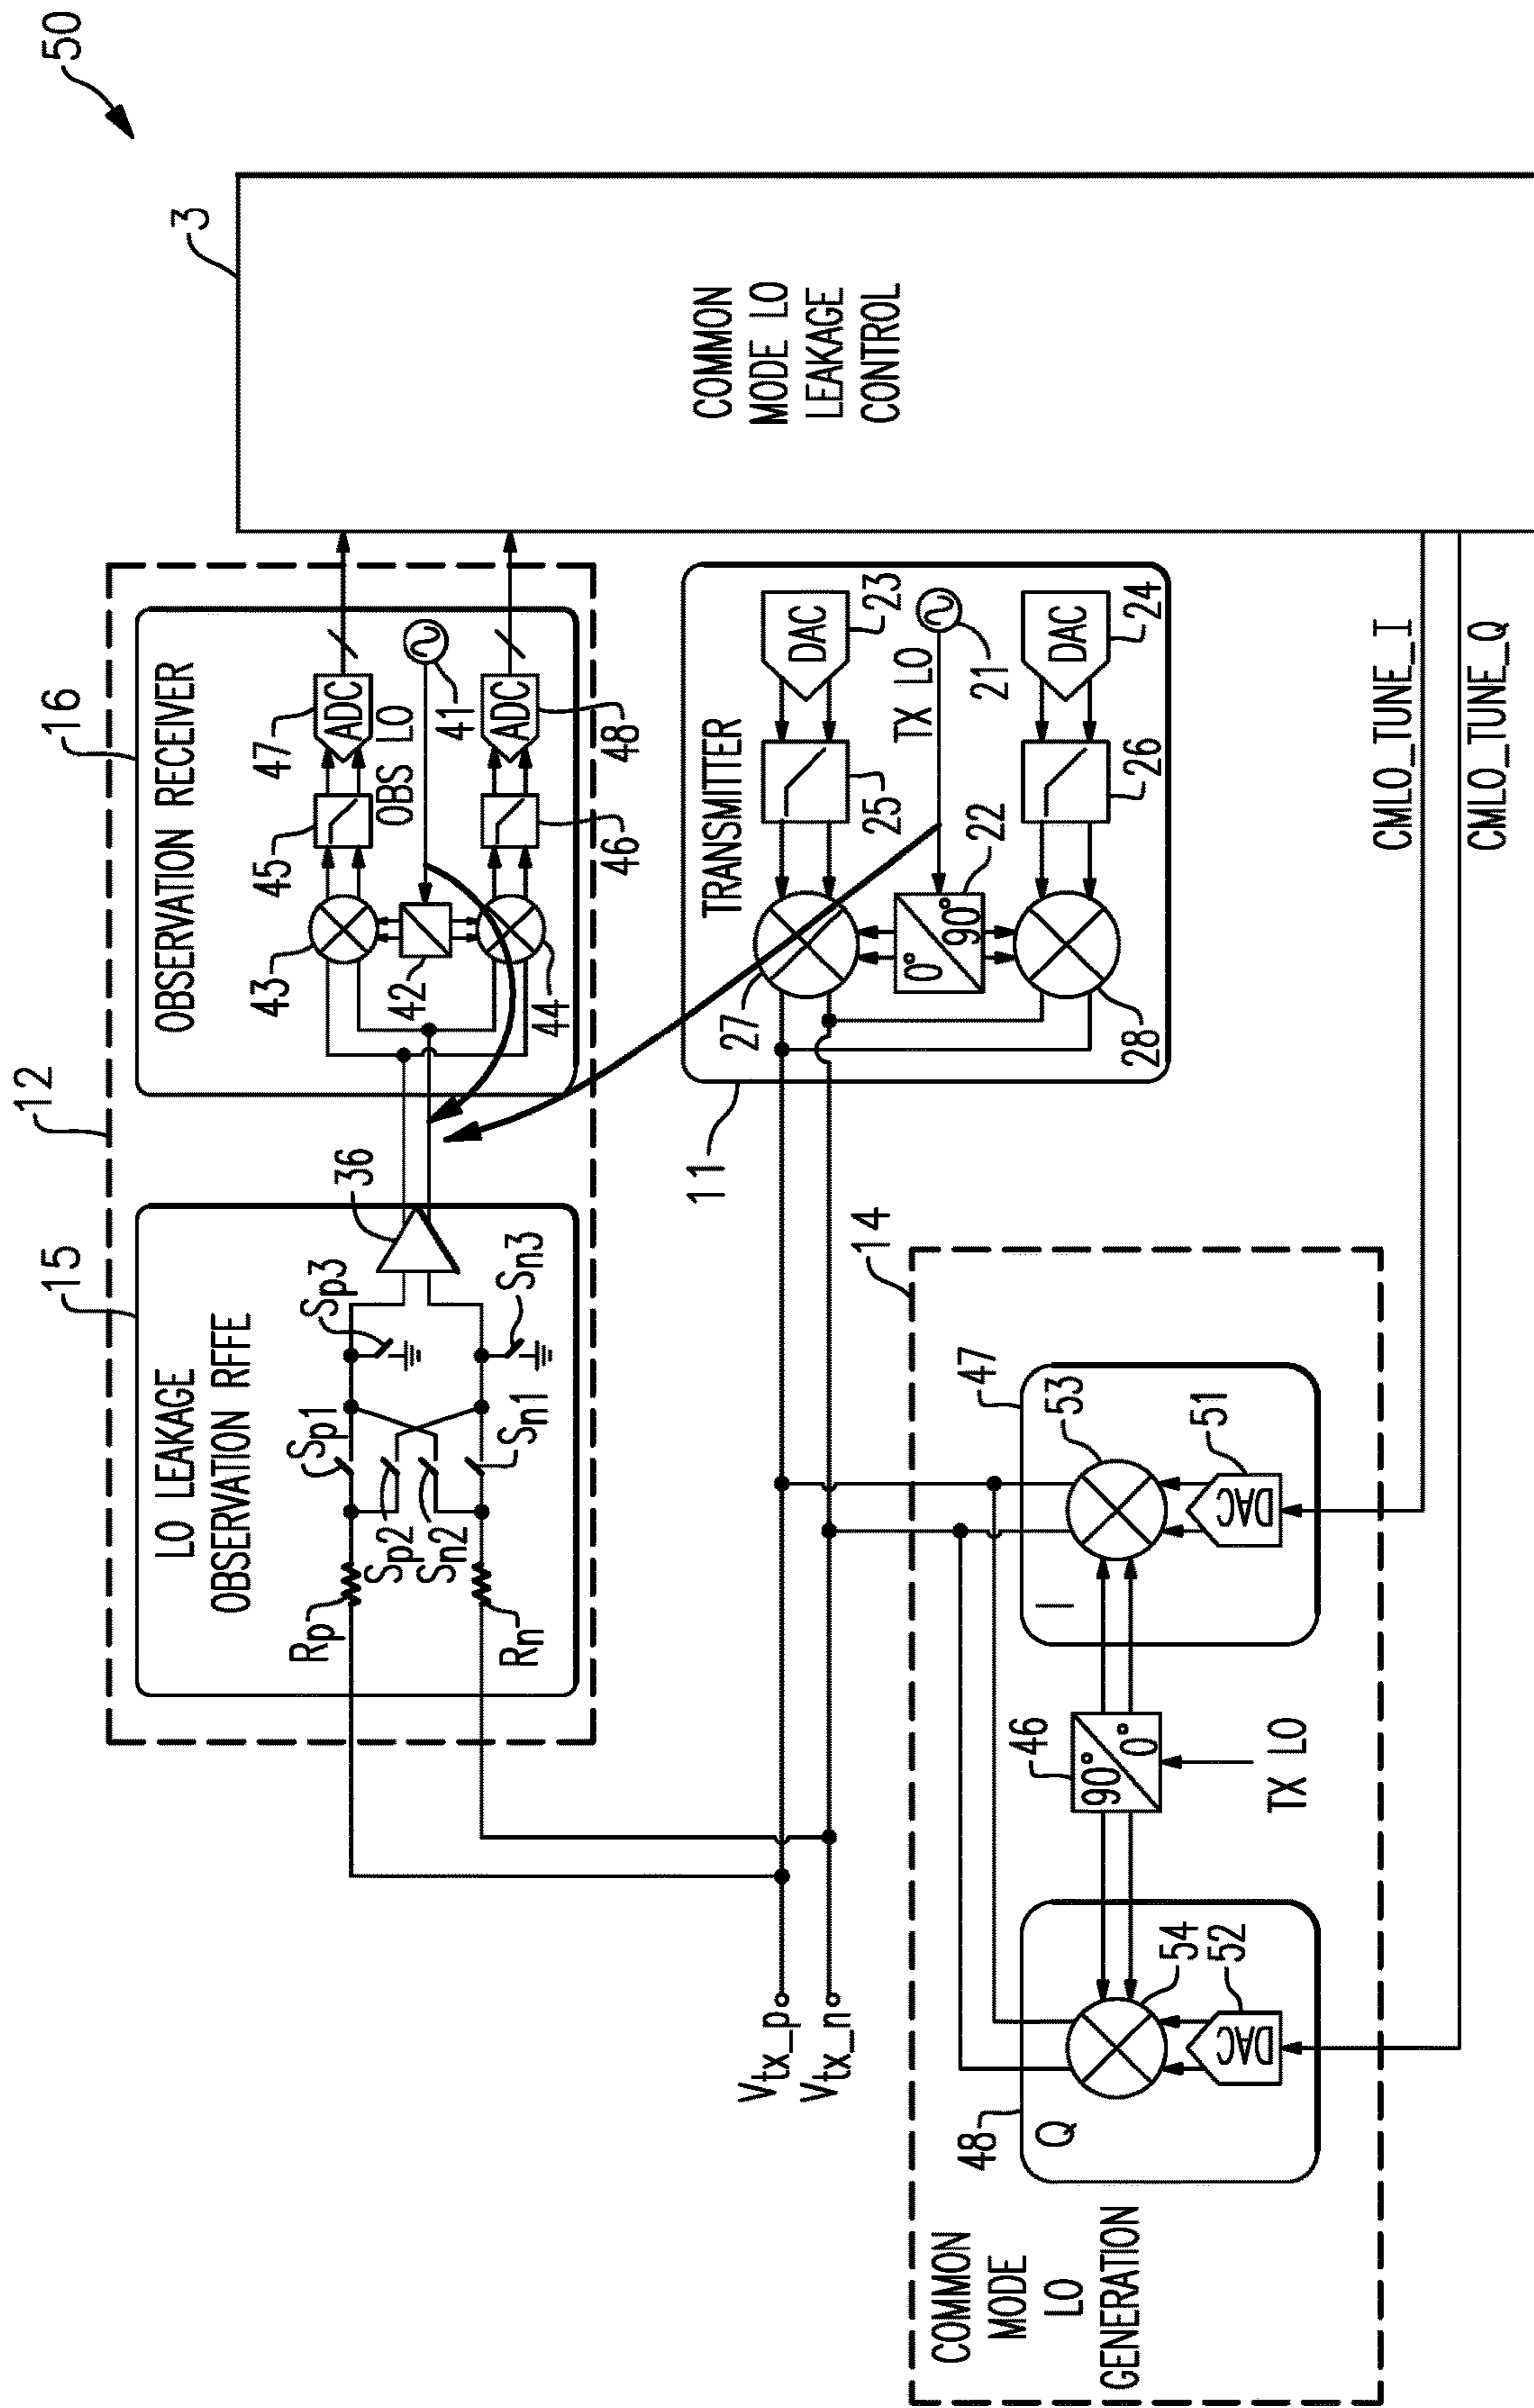 50
12
15
LO LEAKAGE
OBSERVATION RFFE
Rp
Rn
Sp1
Sp2
Sn2
Sn1
Sp3
Sn3
36
16
OBSERVATION RECEIVER
43
42
44
45
46
47
ADC
OBS LO
41
ADC
48
3
COMMON
MODE LO
LEAKAGE
CONTROL
11
TRANSMITTER
27
28
0°
90°
22
25
26
TX LO
21
DAC
23
DAC
24
Vtx_p
Vtx_n
14
COMMON
MODE
LO
GENERATION
48
Q
54
52
DAC
46
90°
0°
TX LO
47
I
53
51
DAC
CMLO_TUNE_I
CMLO_TUNE_Q